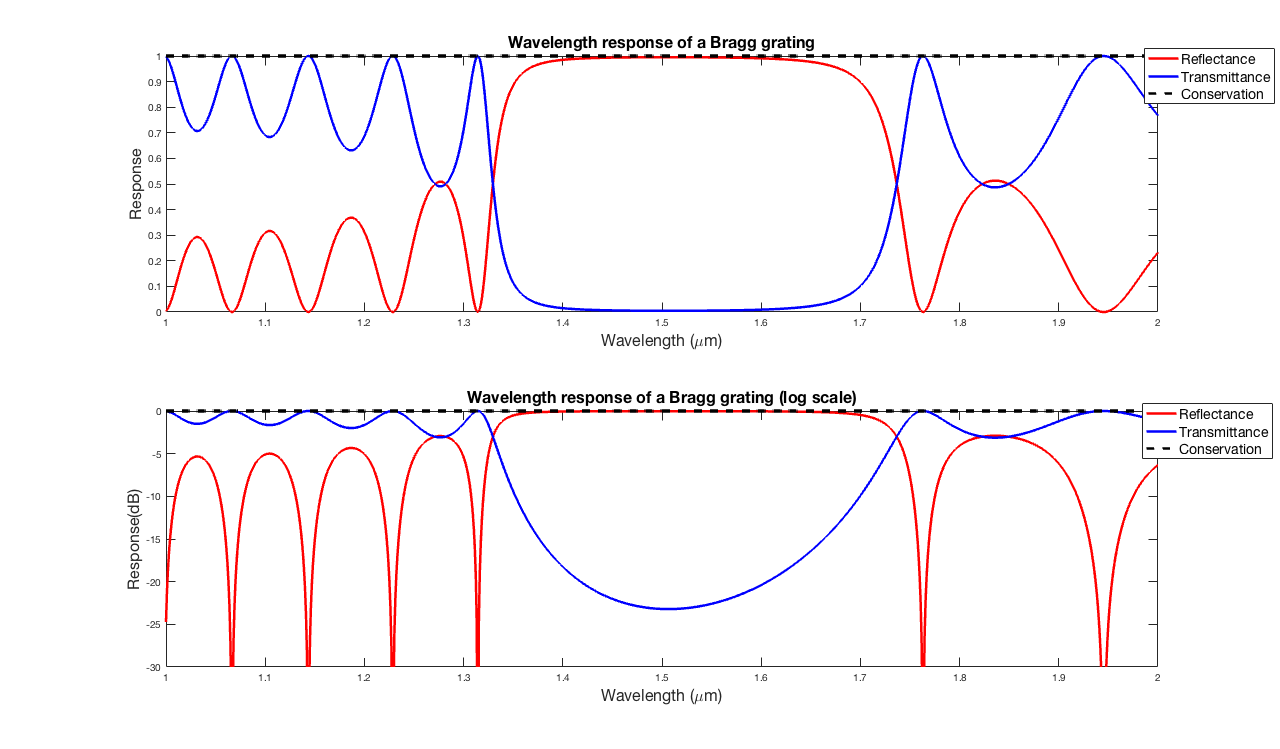 Wavelength response of a Bragg grating
Response
1
0.9
0.8
0.7
0.6
0.5
0.4
0.3
0.2
0.1
0
1 1.1 1.2 1.3 1.4 1.5 1.6 1.7 1.8 1.9 2
Wavelength (μm)
Reflectance
Transmittance
Conservation
Wavelength response of a Bragg grating (log scale)
Response(dB)
0
-5
-10
-15
-20
-25
-30
1 1.1 1.2 1.3 1.4 1.5 1.6 1.7 1.8 1.9 2
Wavelength (μm)
Reflectance
Transmittance
Conservation